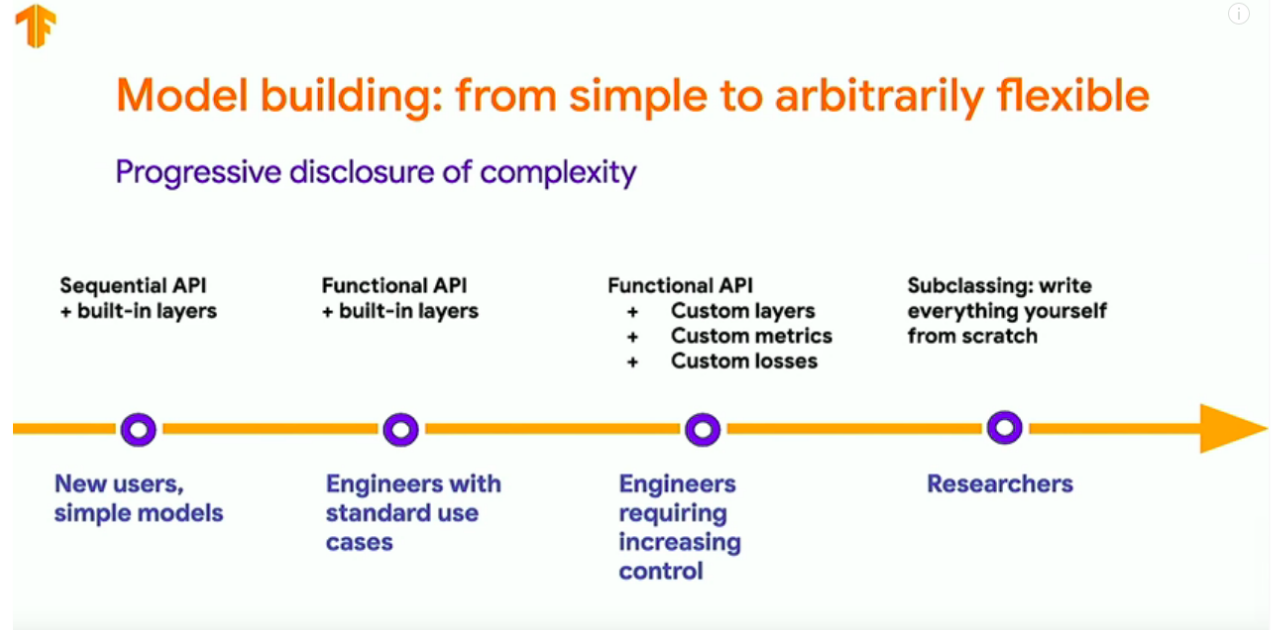 Model building: from simple to arbitrarily flexible
Progressive disclosure of complexity
Sequential API
+ built-in layers
Functional API
+ built-in layers
Functional API
+ Custom layers
+ Custom metrics
+ Custom losses
Subclassing: write
everything yourself
from scratch
New users,
simple models
Engineers with
standard use
cases
Engineers
requiring
increasing
control
Researchers